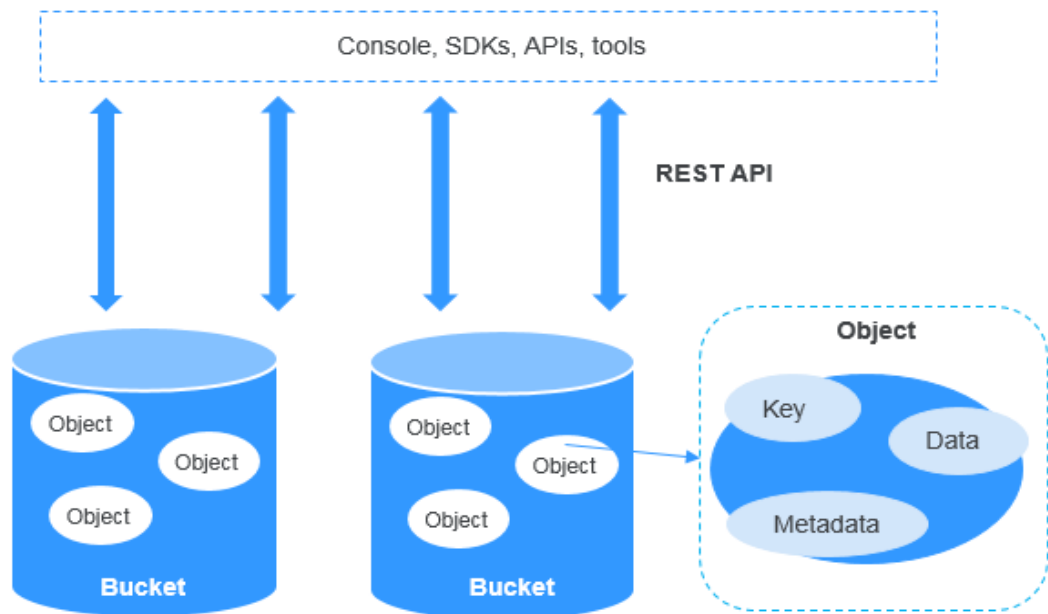 Console, SDKs, APIs, tools
REST API
Object
Object
Object
Bucket
Object
Object
Object
Bucket
Object
Key
Data
Metadata